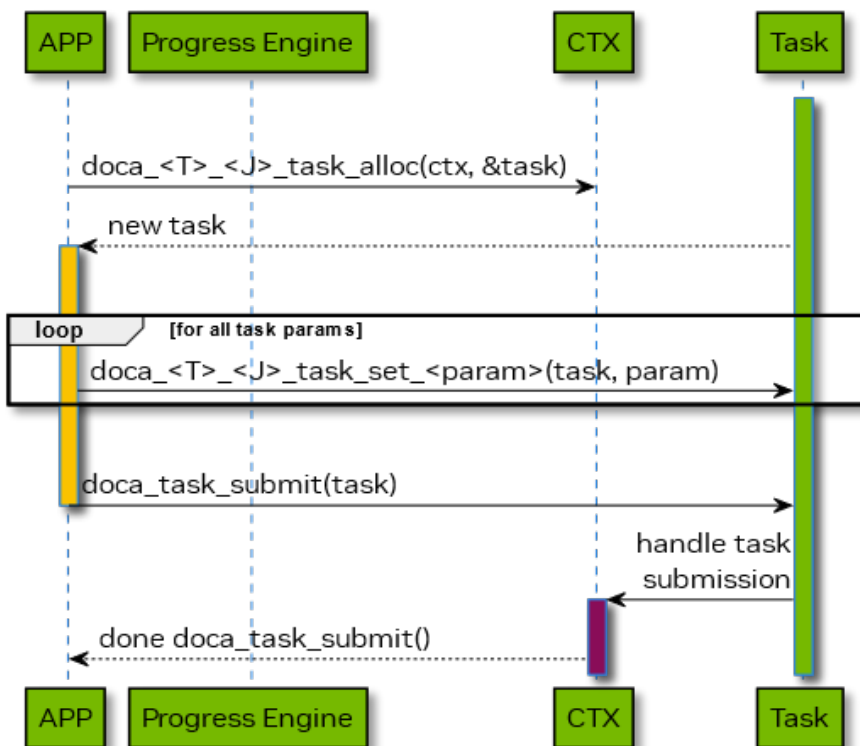 APP
Progress Engine
CTX
Task
doca_<T>_<J>_task_alloc(ctx, &task)
new task
loop
[for all task params]
doca_<T>_<J>_task_set_<param>(task, param)
doca_task_submit(task)
handle task
submission
done doca_task_submit()
APP
Progress Engine
CTX
Task